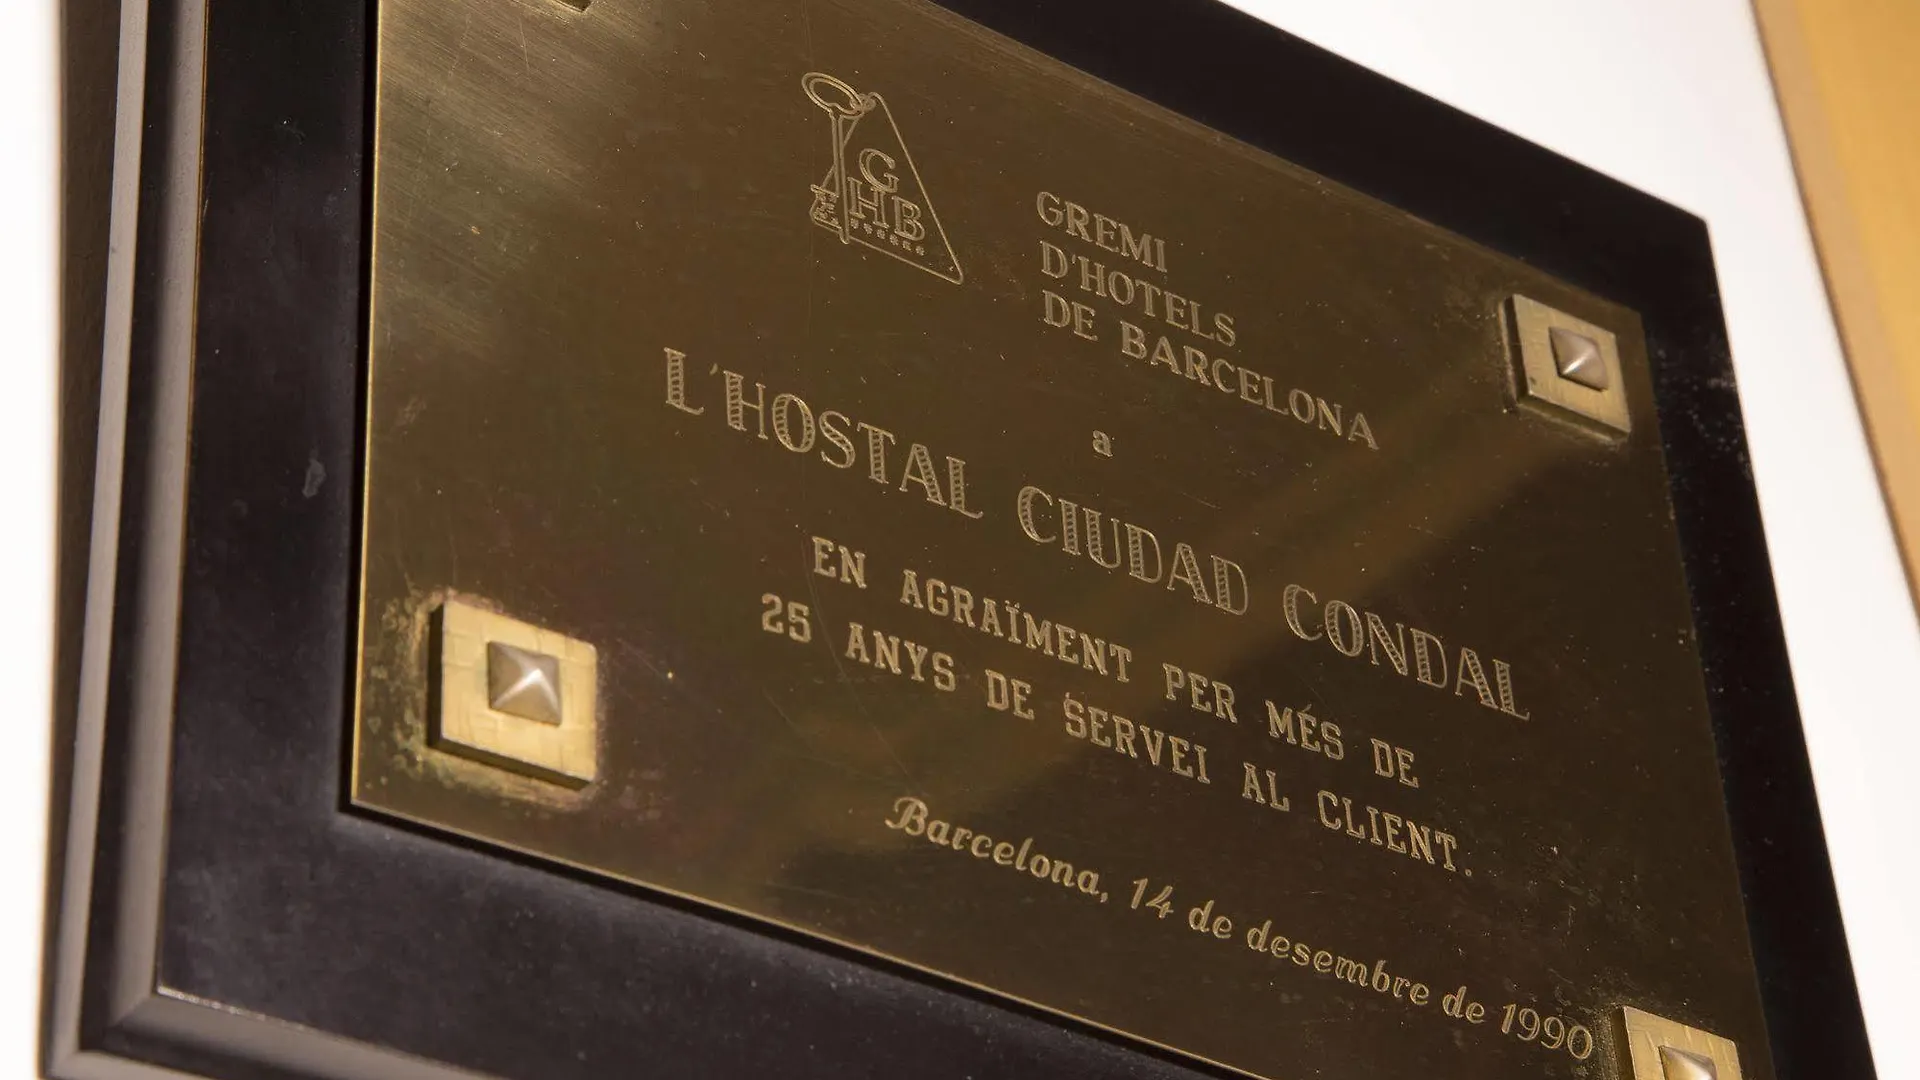 G
HB
GREMI
D'HOTELS
DE BARCELONA
a
L'HOSTAL CIUDAD CONDAL
EN AGRAÏMENT PER MÉS DE
25 ANYS DE SERVEI AL CLIENT.
Barcelona, 14 de desembre de 1990